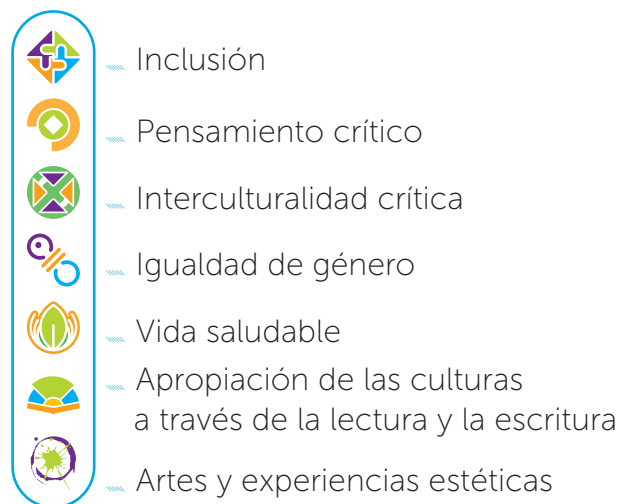 Inclusión
Pensamiento crítico
Interculturalidad crítica
Igualdad de género
Vida saludable
Apropiación de las culturas
a través de la lectura y la escritura
Artes y experiencias estéticas